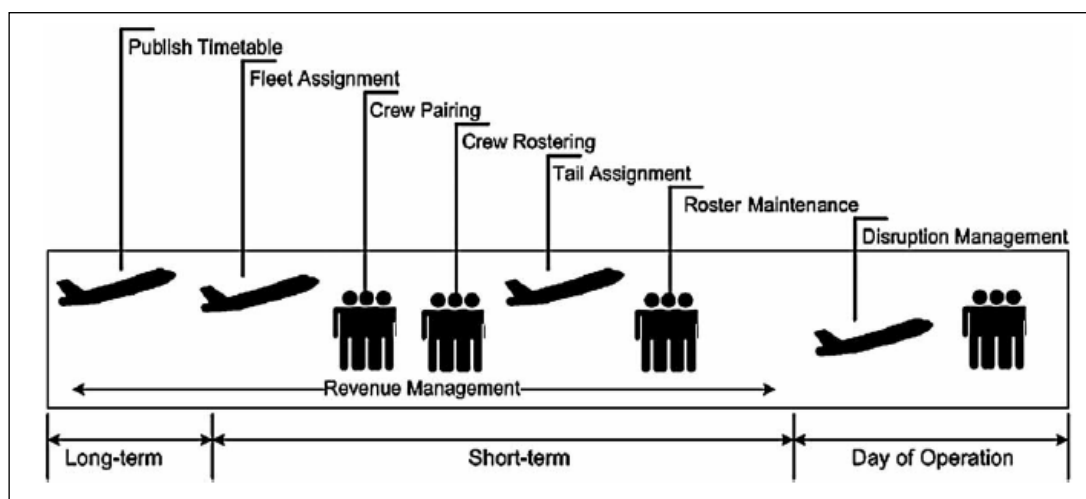 Publish Timetable
Fleet Assignment
Crew Pairing
Crew Rostering
Tail Assignment
Roster Maintenance
Disruption Management
Revenue Management
Long-term
Short-term
Day of Operation